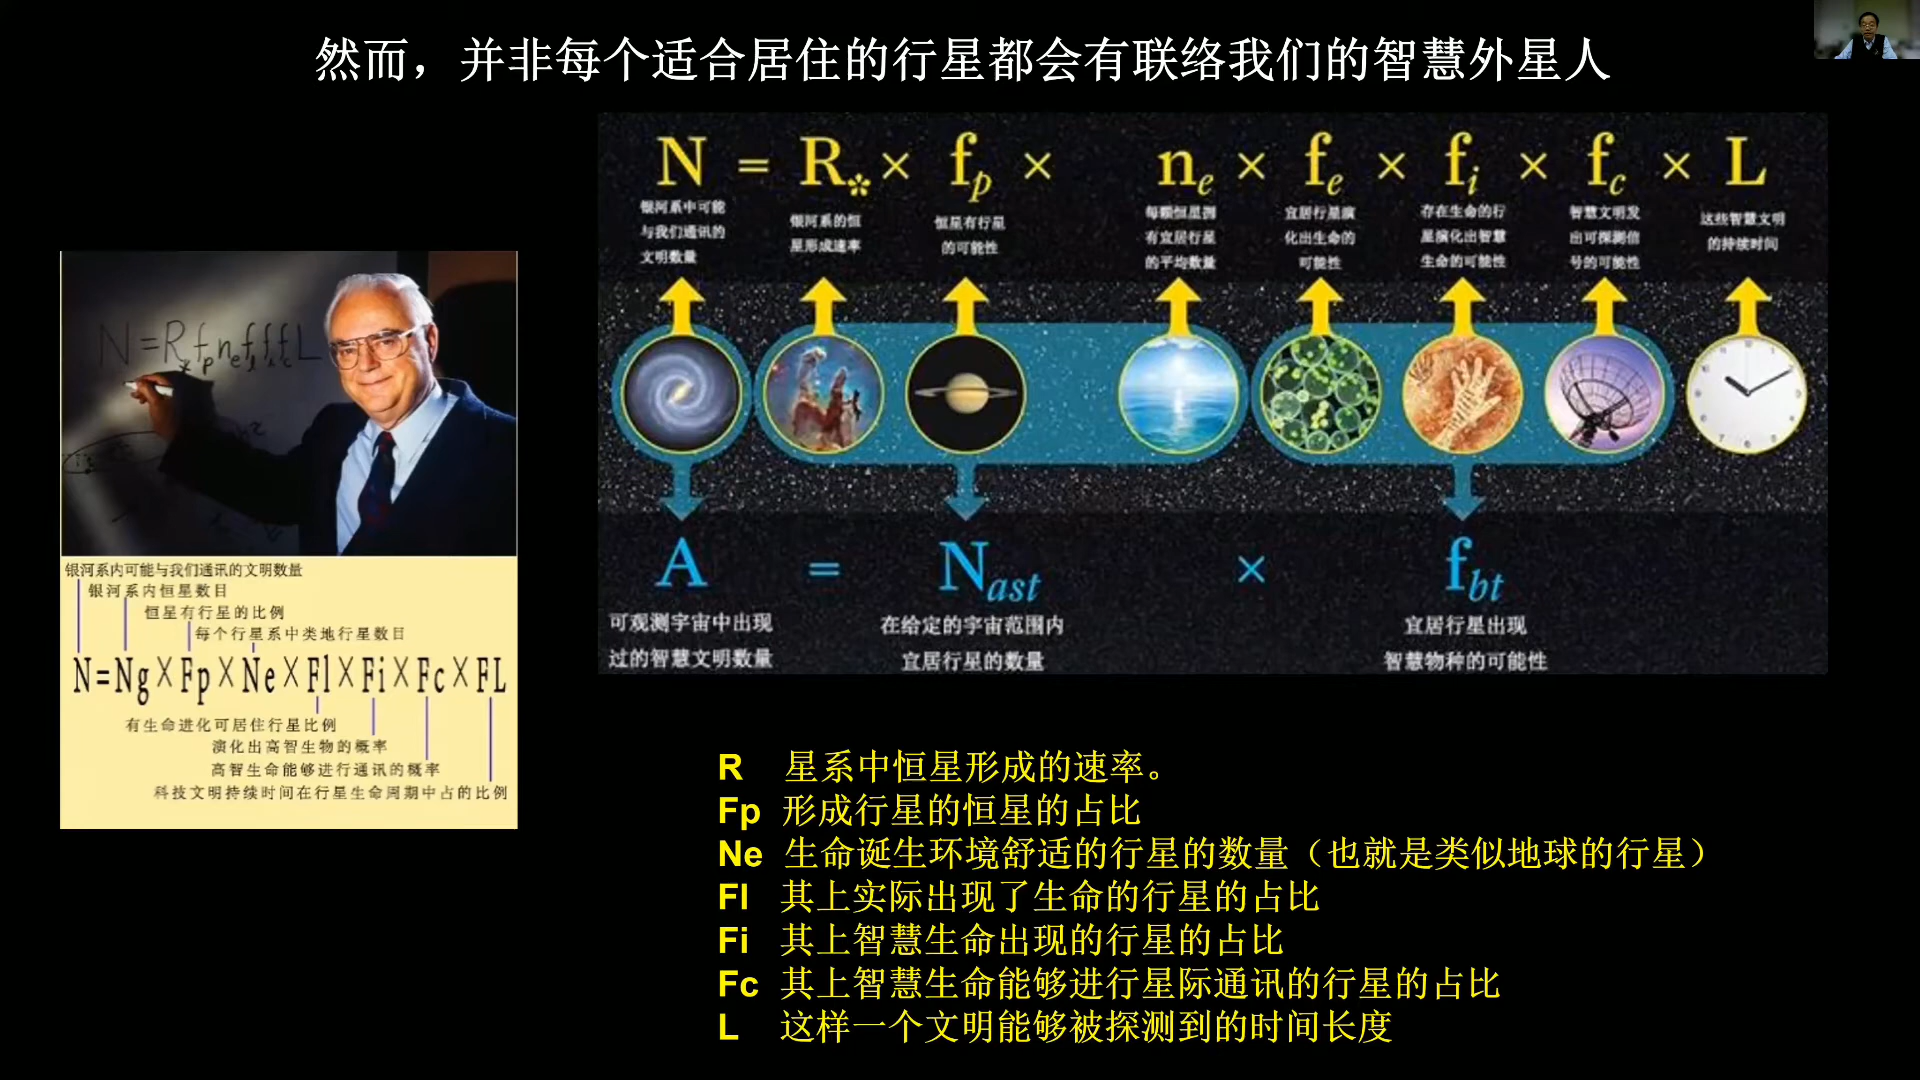 然而，并非每个适合居住的行星都会有联络我们的智慧外星人
N = R* × fp × ne × fe × fi × fc × L
银河系中可能
与我们通讯的
文明数量
银河系的恒
星形成速率
恒星有行星
的可能性
每颗恒星拥
有宜居行星
的平均数量
宜居行星演
化出生命的
可能性
存在生命的行
星演化出智慧
生命的可能性
智慧文明发
出可探测信
号的可能性
这些智慧文明
的持续时间
A = Nast × fbt
可观测宇宙中出现
过的智慧文明数量
在给定的宇宙范围内
宜居行星的数量
宜居行星出现
智慧物种的可能性
N=R*fpneflfifcL
银河系内可能与我们通讯的文明数量
银河系内恒星数目
恒星有行星的比例
每个行星系中类地行星数目
N=Ng×Fp×Ne×Fl×Fi×Fc×FL
有生命进化可居住行星比例
演化出高智生物的概率
高智生命能够进行通讯的概率
科技文明持续时间在行星生命周期中占的比例
R 星系中恒星形成的速率。
Fp 形成行星的恒星的占比
Ne 生命诞生环境舒适的行星的数量（也就是类似地球的行星）
Fl 其上实际出现了生命的行星的占比
Fi 其上智慧生命出现的行星的占比
Fc 其上智慧生命能够进行星际通讯的行星的占比
L 这样一个文明能够被探测到的时间长度